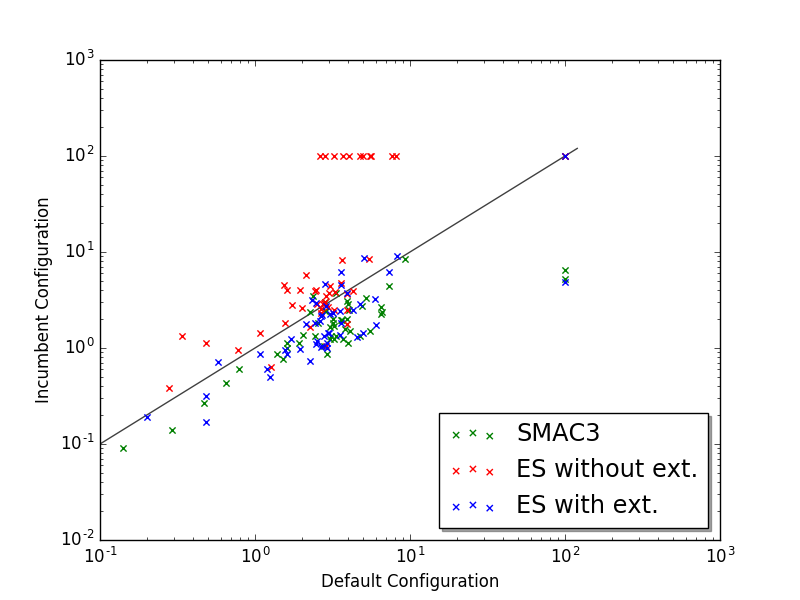 10^3
10^2
10^1
10^0
10^-1
10^-2
Incumbent Configuration
SMAC3
ES without ext.
ES with ext.
10^-1 10^0 10^1 10^2 10^3
Default Configuration